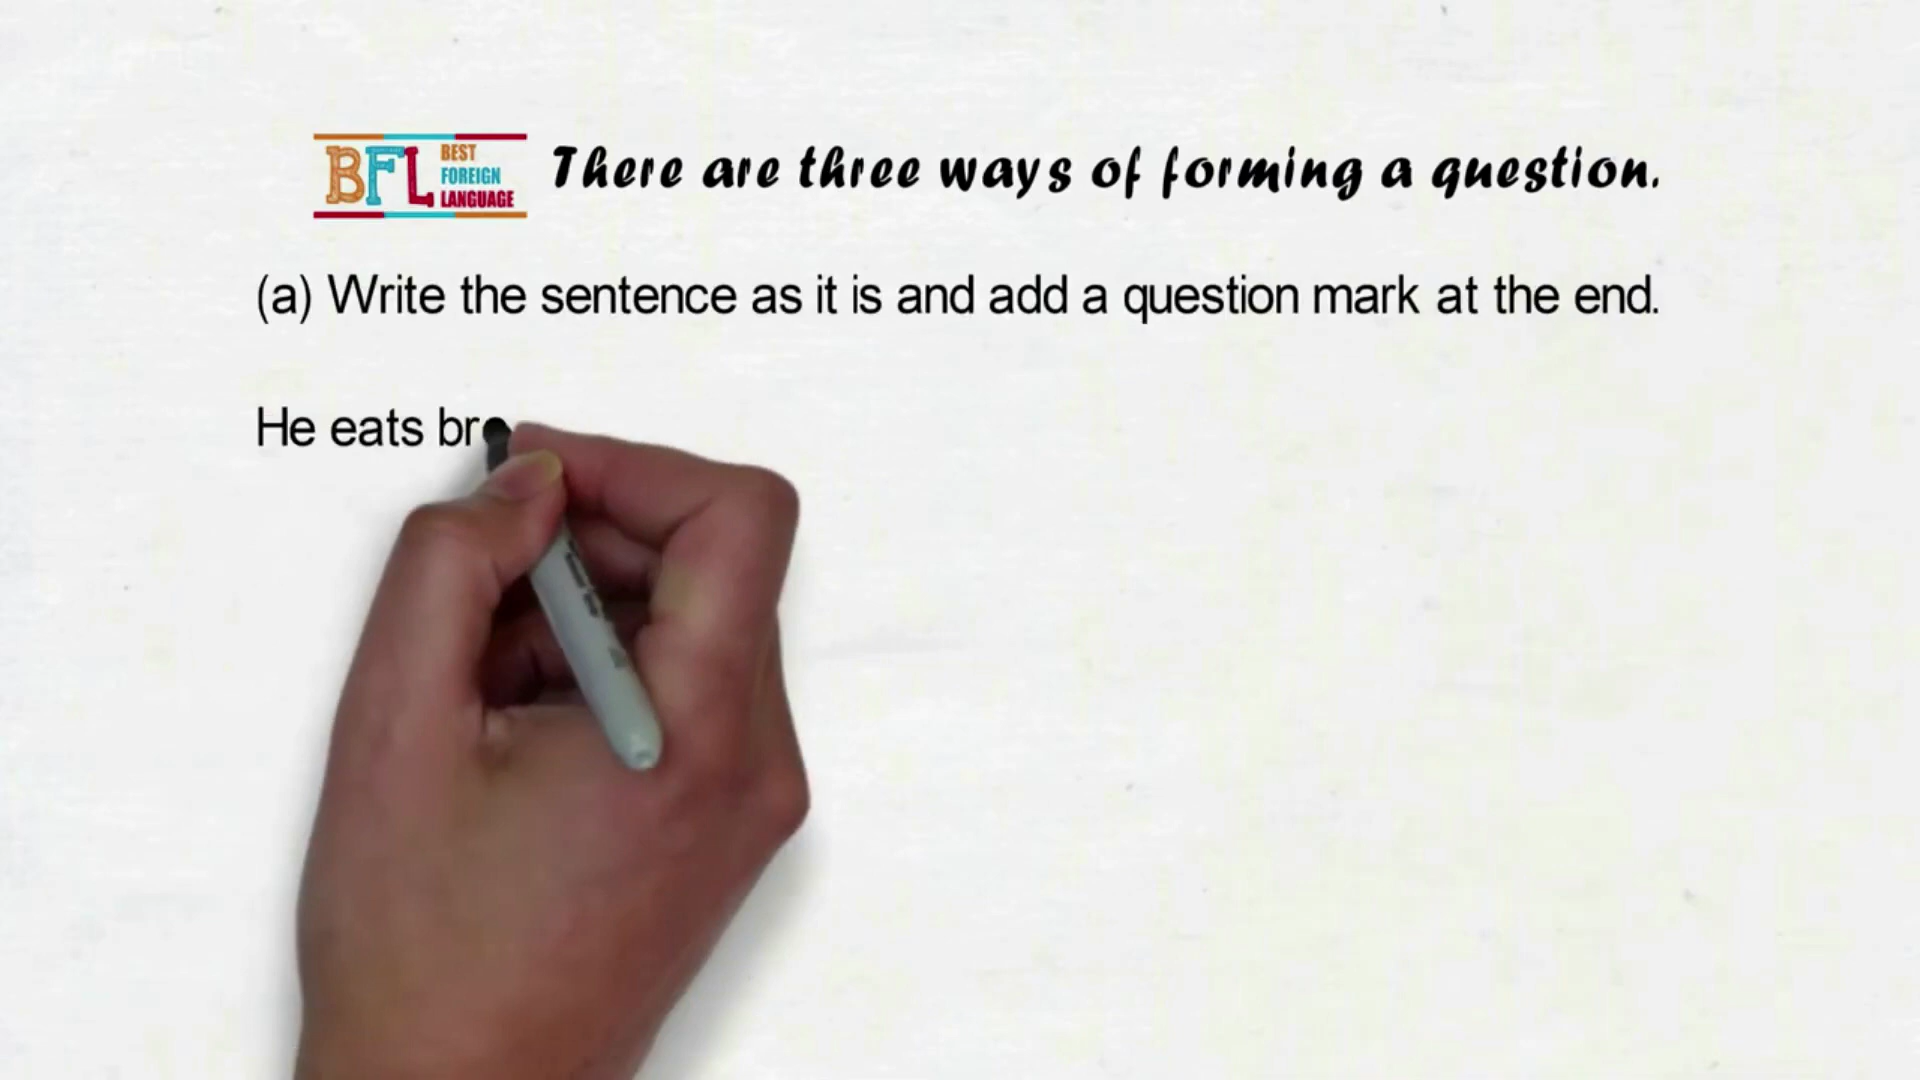 BFL BEST FOREIGN LANGUAGE
There are three ways of forming a question.
(a) Write the sentence as it is and add a question mark at the end.
He eats br